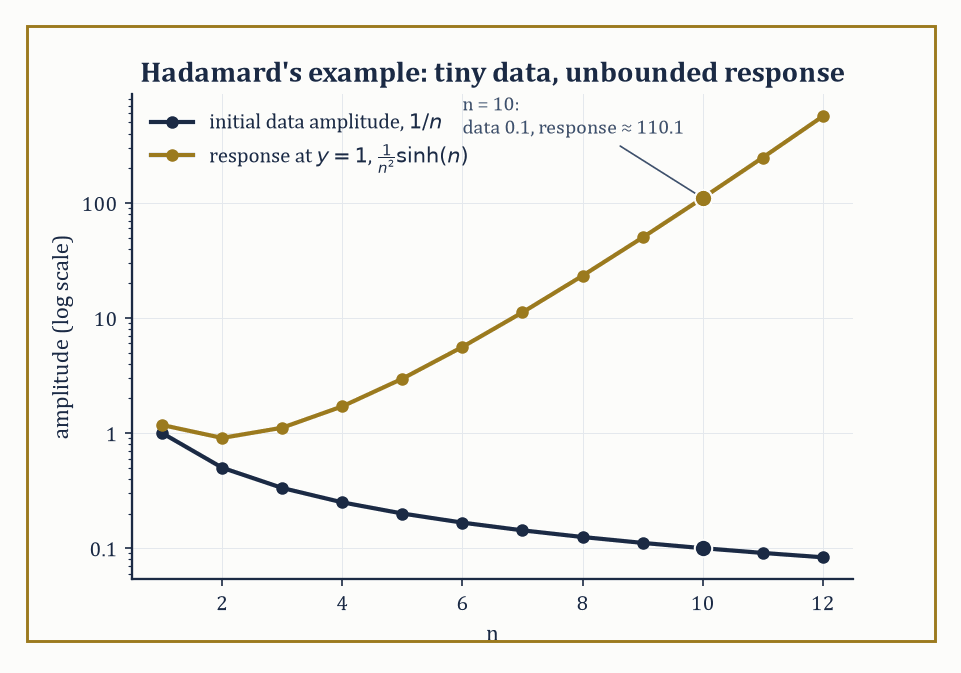 Hadamard's example: tiny data, unbounded response
initial data amplitude, 1/n
response at y = 1, 1/n² sinh(n)
n = 10:
data 0.1, response ≈ 110.1
amplitude (log scale)
100
10
1
0.1
2 4 6 8 10 12
n